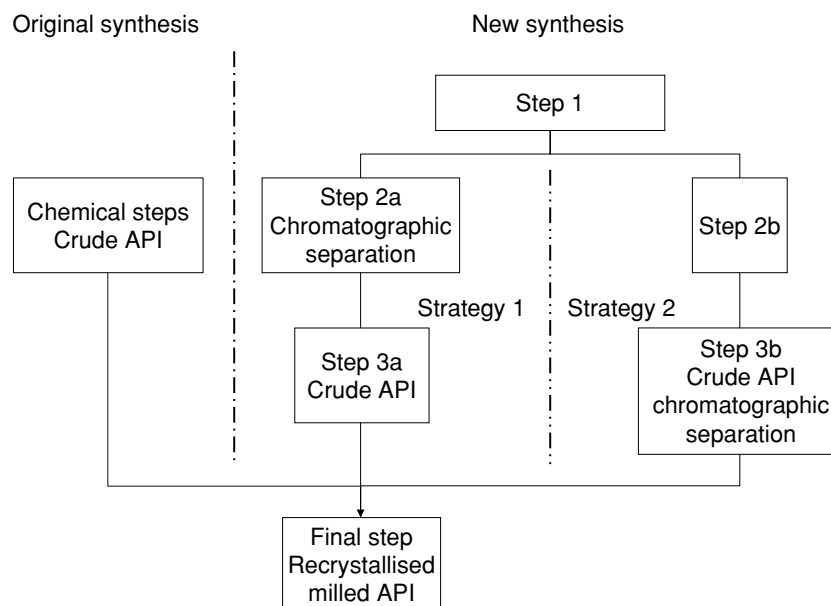 Original synthesis
New synthesis
Step 1
Chemical steps
Crude API
Step 2a
Chromatographic
separation
Step 2b
Strategy 1
Strategy 2
Step 3a
Crude API
Step 3b
Crude API
chromatographic
separation
Final step
Recrystallised
milled API